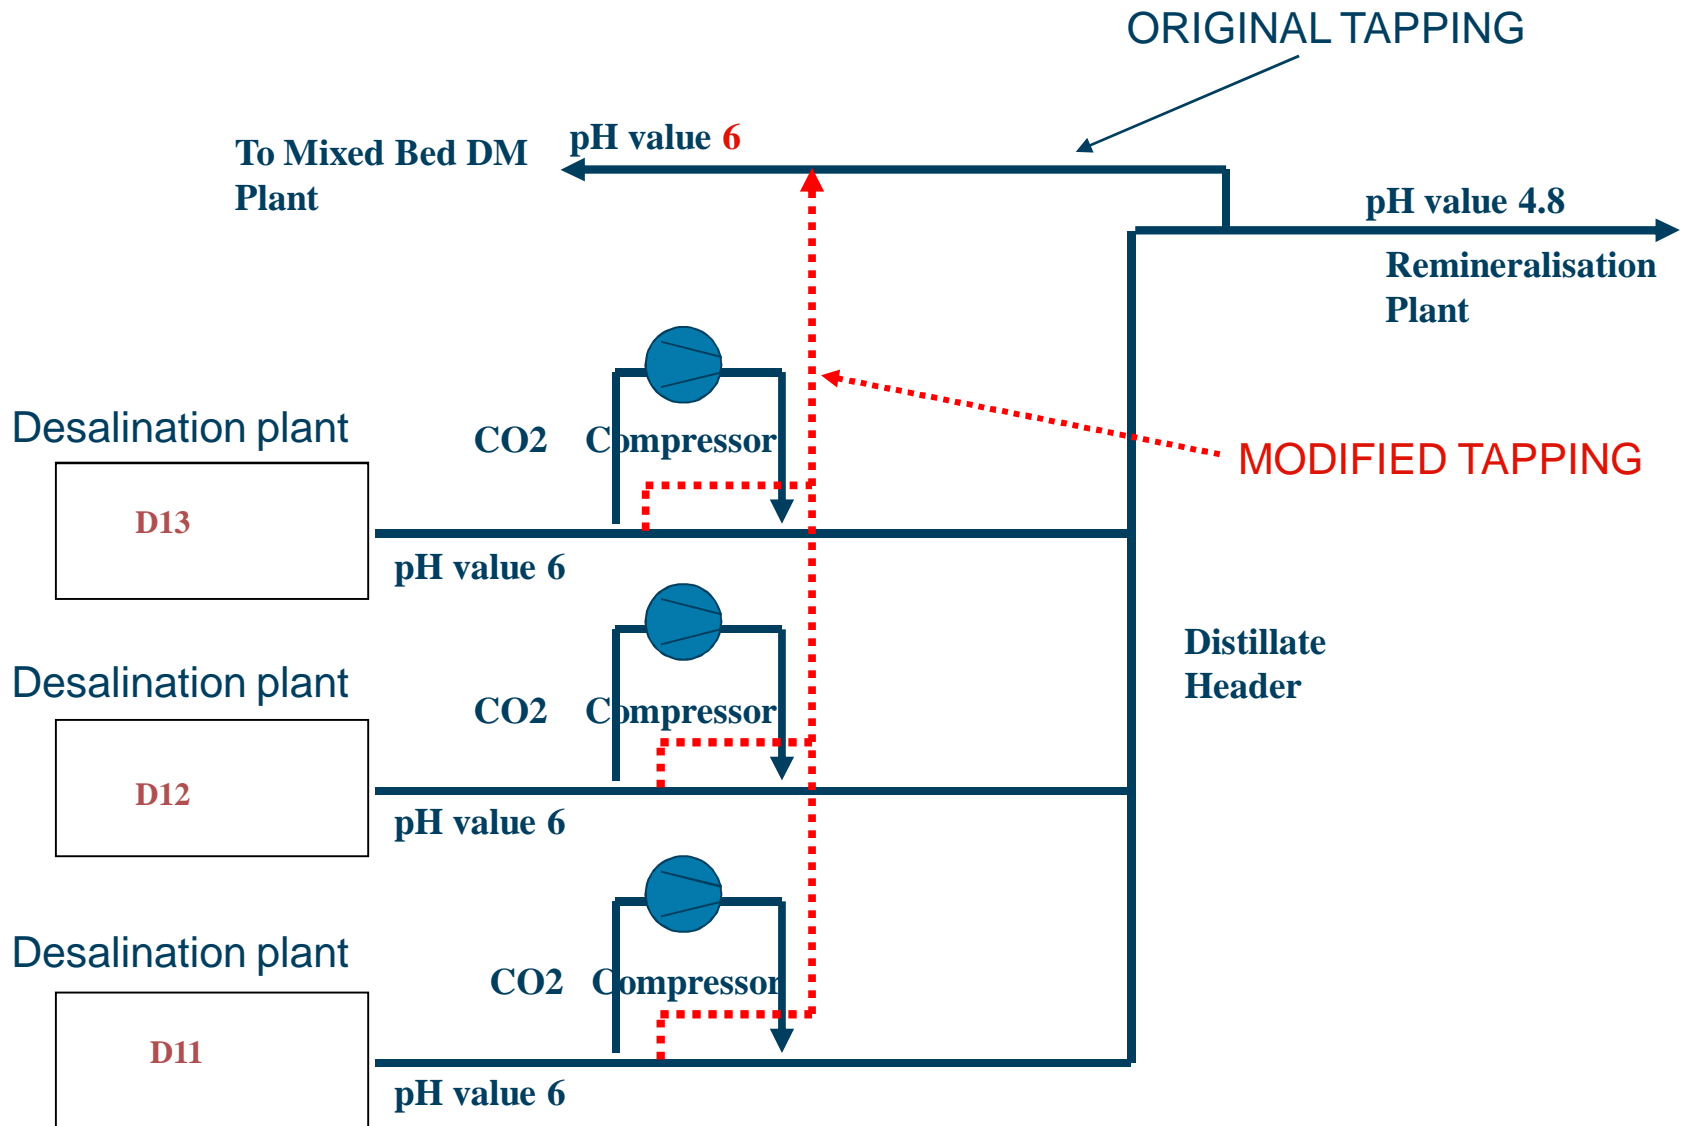 ORIGINAL TAPPING
To Mixed Bed DM
Plant
pH value 6
pH value 4.8
Remineralisation
Plant
Desalination plant
CO2 Compressor
MODIFIED TAPPING
D13
pH value 6
Distillate
Header
Desalination plant
CO2 Compressor
D12
pH value 6
Desalination plant
CO2 Compressor
D11
pH value 6